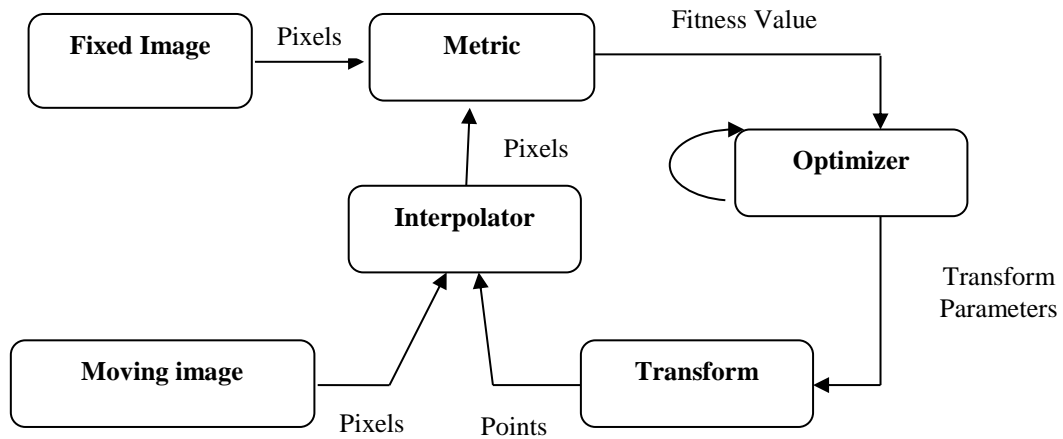 Fixed Image
Pixels
Metric
Fitness Value
Pixels
Optimizer
Interpolator
Transform
Parameters
Moving image
Transform
Pixels
Points